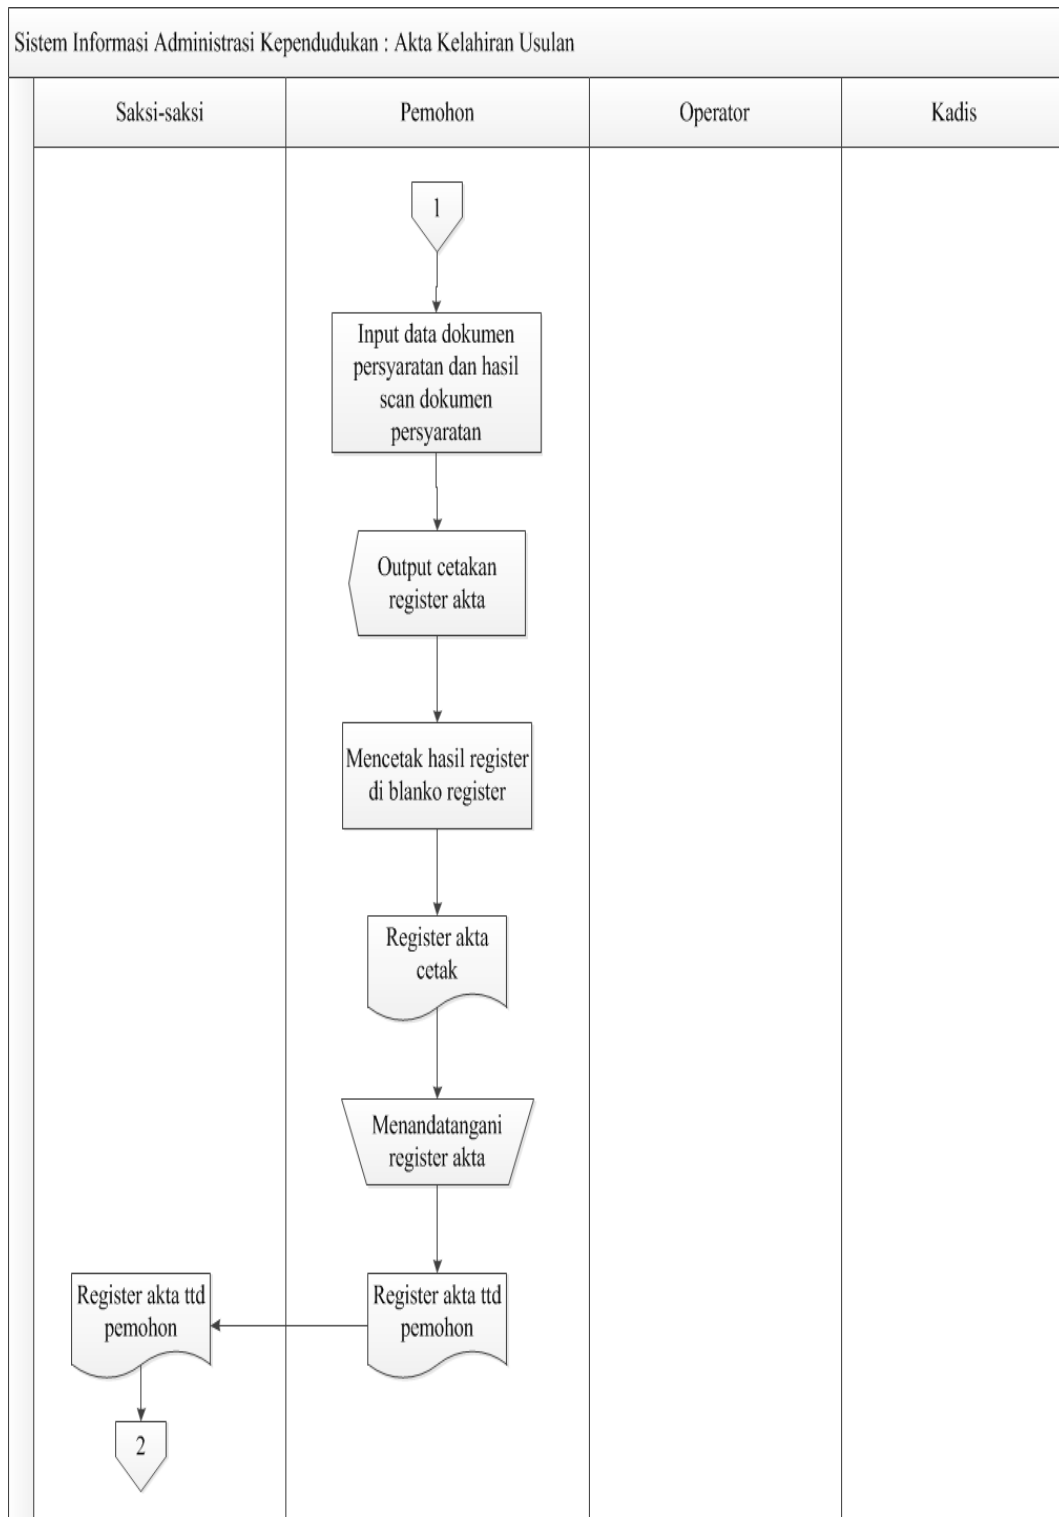 Sistem Informasi Administrasi Kependudukan : Akta Kelahiran Usulan
Saksi-saksi
Pemohon
Operator
Kadis
1
Input data dokumen
persyaratan dan hasil
scan dokumen
persyaratan
Output cetakan
register akta
Mencetak hasil register
di blanko register
Register akta
cetak
Menandatangani
register akta
Register akta ttd
pemohon
Register akta ttd
pemohon
2